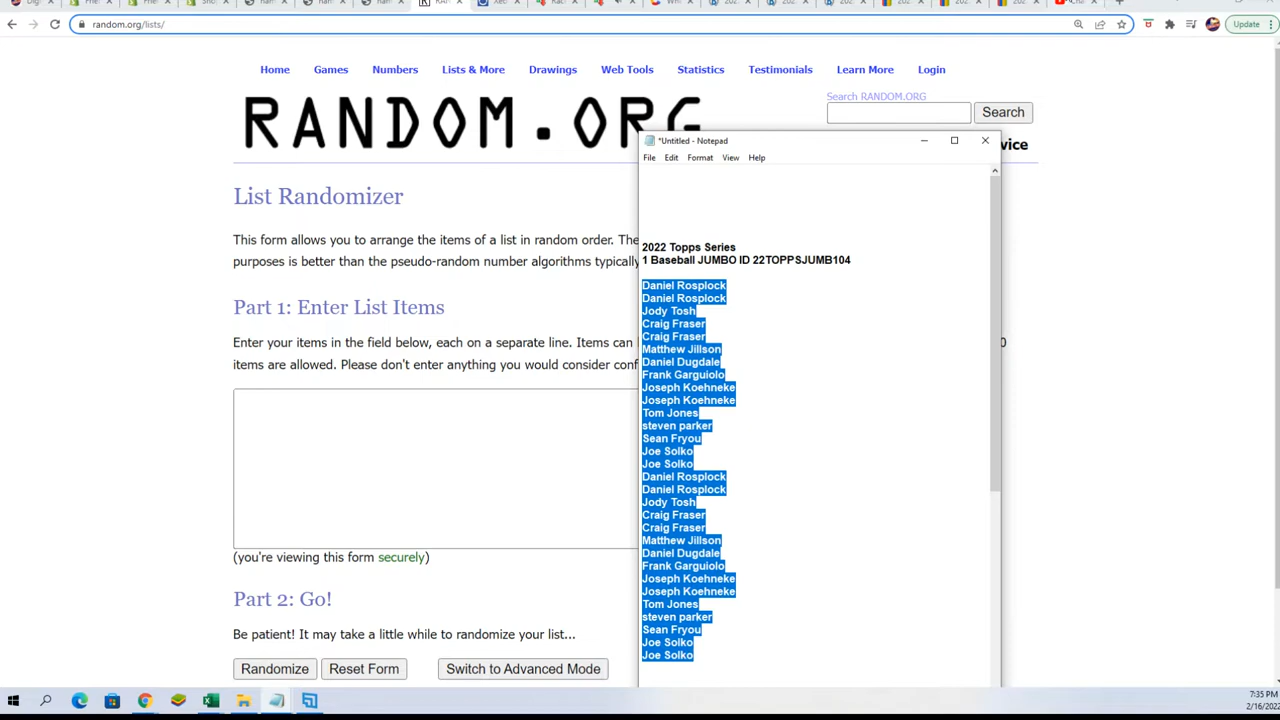 random.org/lists/
Update
Home Games Numbers Lists & More Drawings Web Tools Statistics Testimonials Learn More Login
Search RANDOM.ORG
RANDOM.ORG
Search
vice
*Untitled - Notepad
File Edit Format View Help
List Randomizer
This form allows you to arrange the items of a list in random order. The
purposes is better than the pseudo-random number algorithms typically
2022 Topps Series
1 Baseball JUMBO ID 22TOPPSJUMB104
Part 1: Enter List Items
Enter your items in the field below, each on a separate line. Items can
0
items are allowed. Please don't enter anything you would consider conf
Daniel Rosplock
Daniel Rosplock
Jody Tosh
Craig Fraser
Craig Fraser
Matthew Jillson
Daniel Dugdale
Frank Garguiolo
Joseph Koehneke
Joseph Koehneke
Tom Jones
steven parker
Sean Fryou
Joe Solko
Joe Solko
Daniel Rosplock
Daniel Rosplock
Jody Tosh
Craig Fraser
Craig Fraser
Matthew Jillson
Daniel Dugdale
Frank Garguiolo
Joseph Koehneke
Joseph Koehneke
Tom Jones
steven parker
Sean Fryou
Joe Solko
Joe Solko
(you're viewing this form securely)
Part 2: Go!
Be patient! It may take a little while to randomize your list...
Randomize Reset Form Switch to Advanced Mode
7:35 PM
2/16/2022